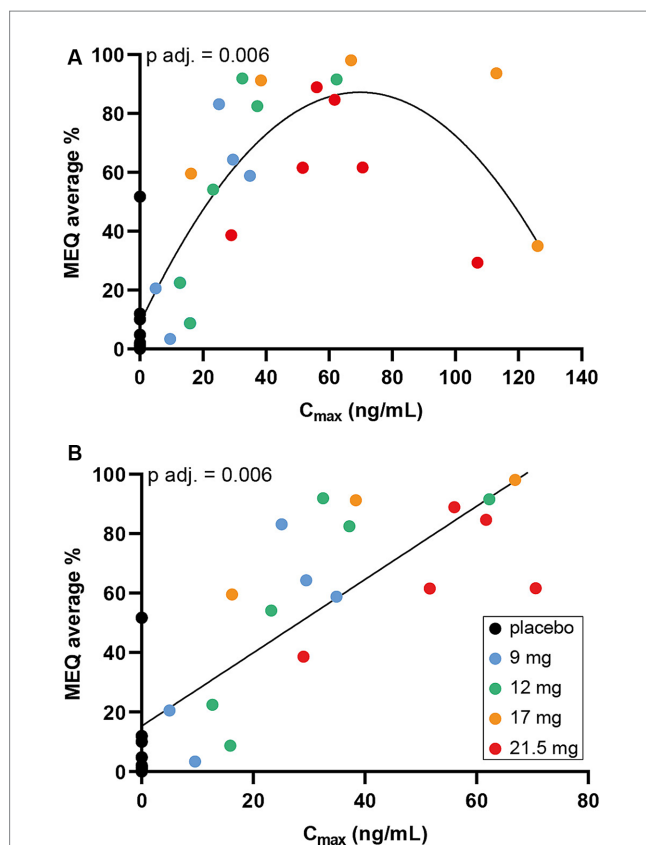 A
p adj. = 0.006
100
80
60
40
20
0
MEQ average %
0 20 40 60 80 100 120 140
Cmax (ng/mL)
B
p adj. = 0.006
100
80
60
40
20
0
MEQ average %
placebo
9 mg
12 mg
17 mg
21.5 mg
0 20 40 60 80
Cmax (ng/mL)